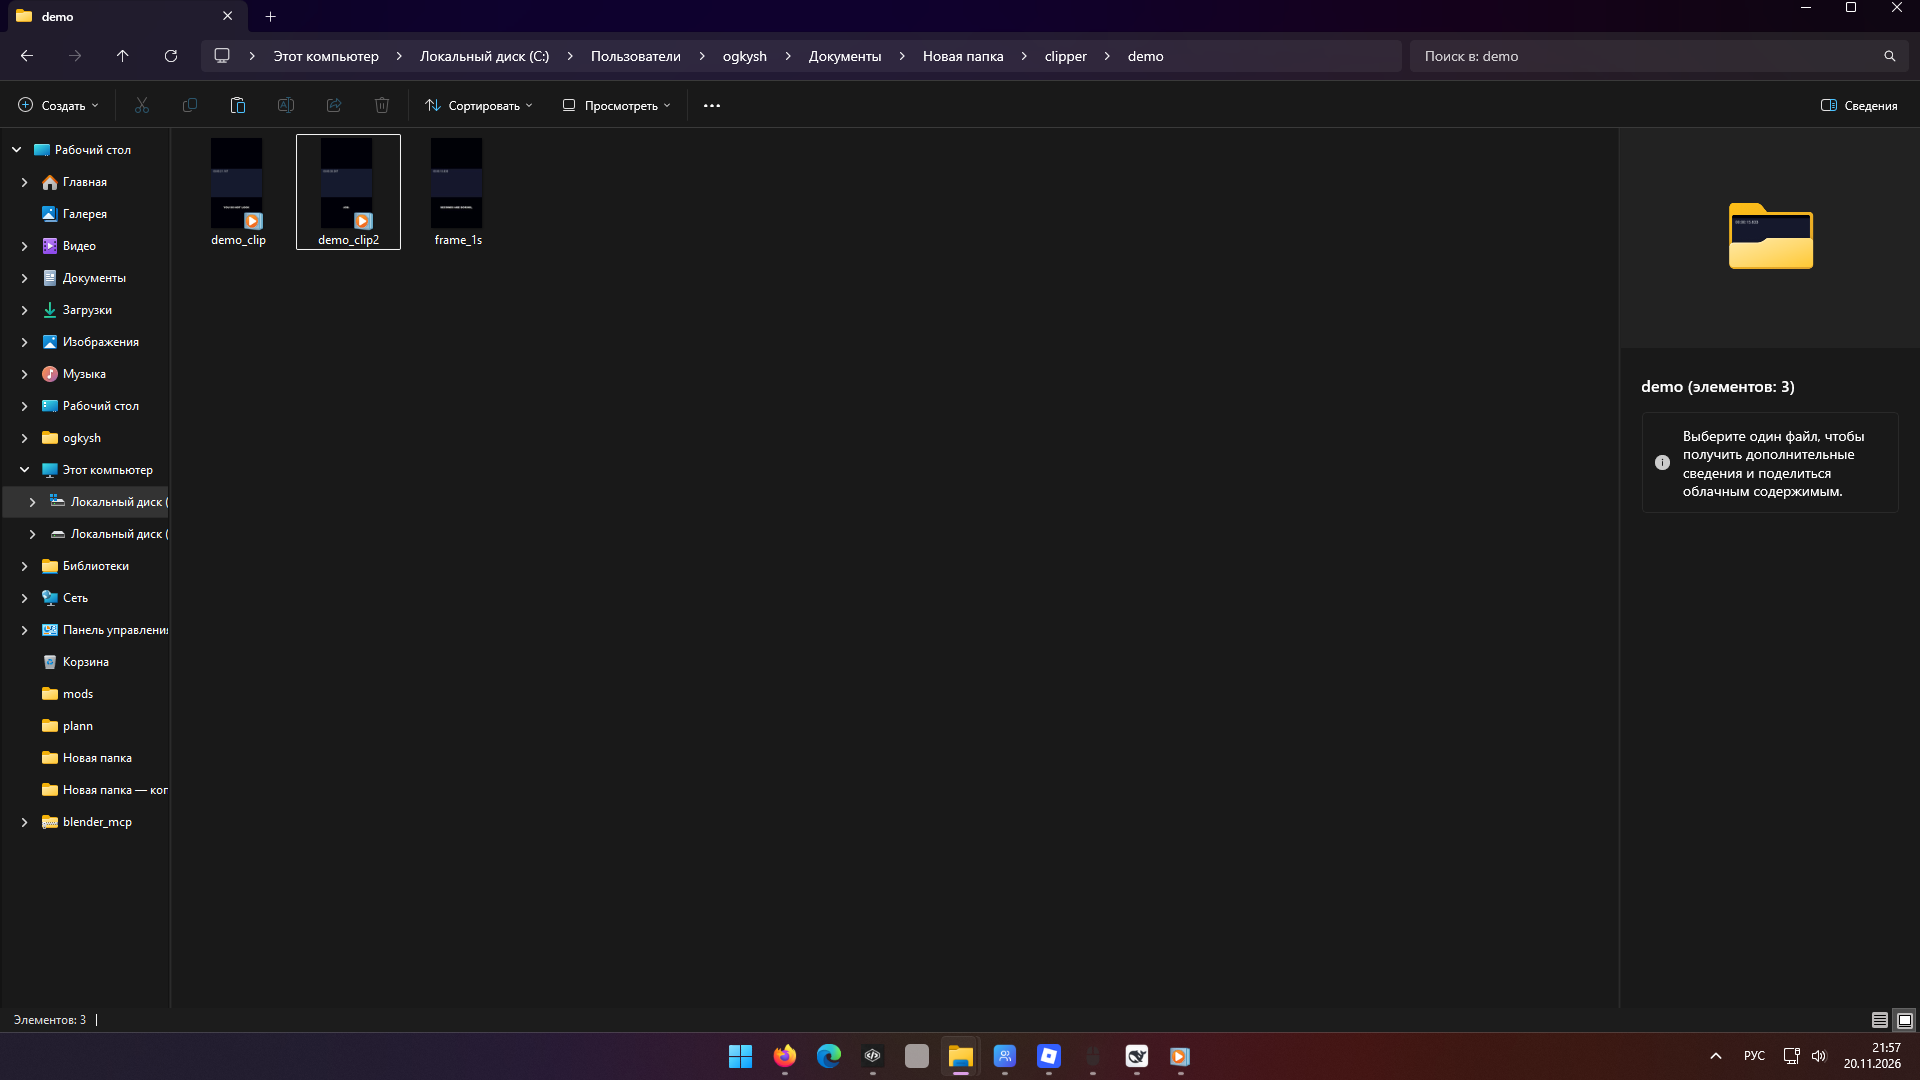 demo
Этот компьютер
Локальный диск (C:)
Пользователи
ogkysh
Документы
Новая папка
clipper
demo
Поиск в: demo
Создать
Сортировать
Просмотреть
Сведения
Рабочий стол
Главная
Галерея
Видео
Документы
Загрузки
Изображения
Музыка
Рабочий стол
ogkysh
Этот компьютер
Локальный диск (
Локальный диск (
Библиотеки
Сеть
Панель управления
Корзина
mods
plann
Новая папка
Новая папка — ког
blender_mcp
demo_clip
demo_clip2
frame_1s
demo (элементов: 3)
Выберите один файл, чтобы
получить дополнительные
сведения и поделиться
облачным содержимым.
Элементов: 3
РУС
21:57
20.11.2026